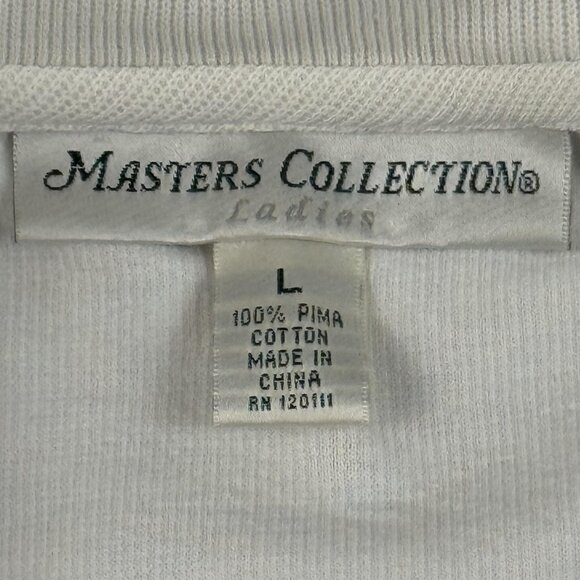 MASTERS COLLECTION®
Ladies
L
100% PIMA
COTTON
MADE IN
CHINA
RN 120111